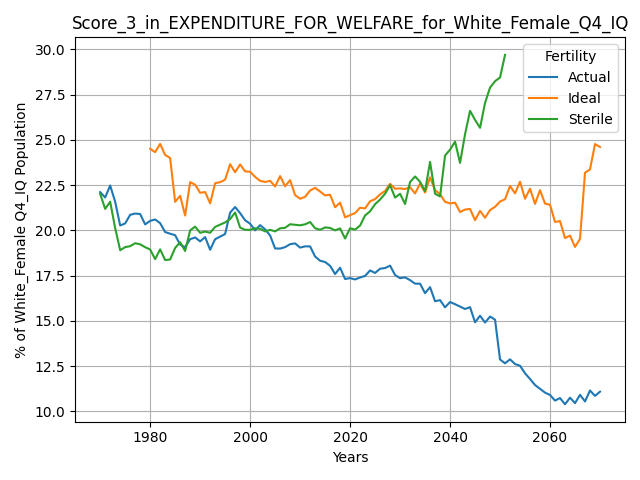 Score_3_in_EXPENDITURE_FOR_WELFARE_for_White_Female_Q4_IQ
% of White_Female Q4_IQ Population
30.0
27.5
25.0
22.5
20.0
17.5
15.0
12.5
10.0
Fertility
Actual
Ideal
Sterile
1980
2000
2020
2040
2060
Years